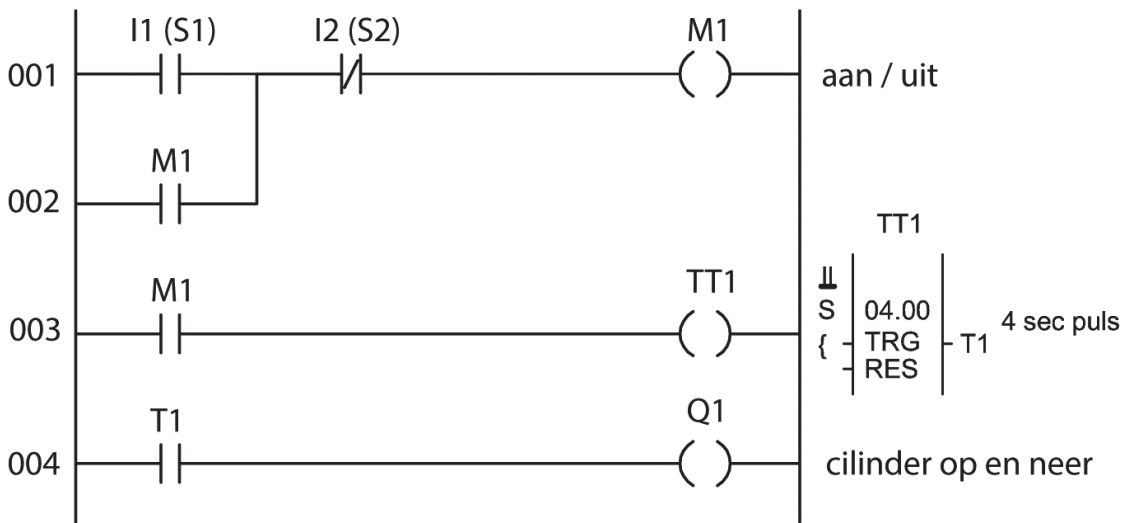 I1 (S1) I2 (S2) M1
001 aan / uit
M1
002
TT1
M1 TT1
S 04.00
003 { TRG T1 4 sec puls
RES
T1 Q1
004 cilinder op en neer